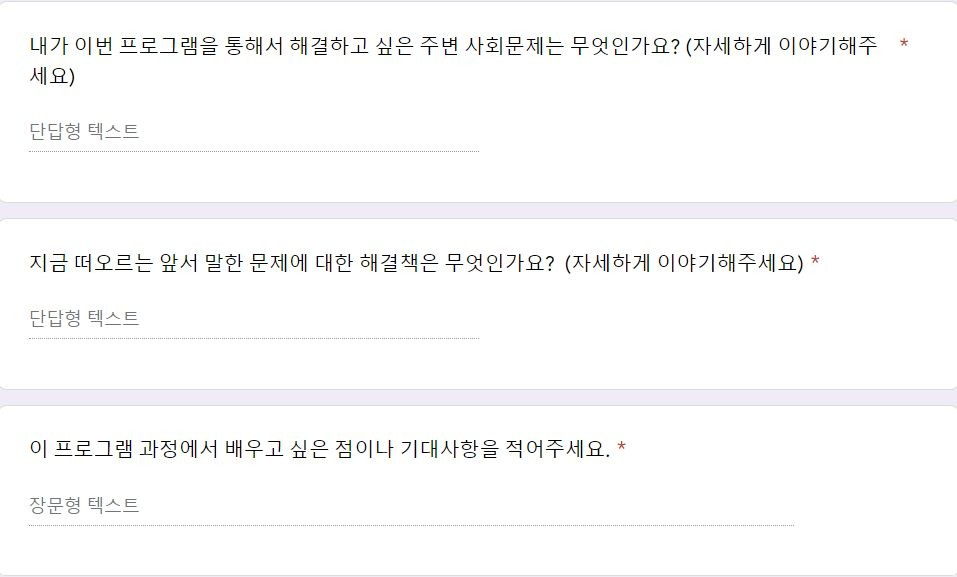 내가 이번 프로그램을 통해서 해결하고 싶은 주변 사회문제는 무엇인가요? (자세하게 이야기해주 *
세요)
단답형 텍스트
지금 떠오르는 앞서 말한 문제에 대한 해결책은 무엇인가요? (자세하게 이야기해주세요) *
단답형 텍스트
이 프로그램 과정에서 배우고 싶은 점이나 기대사항을 적어주세요. *
장문형 텍스트